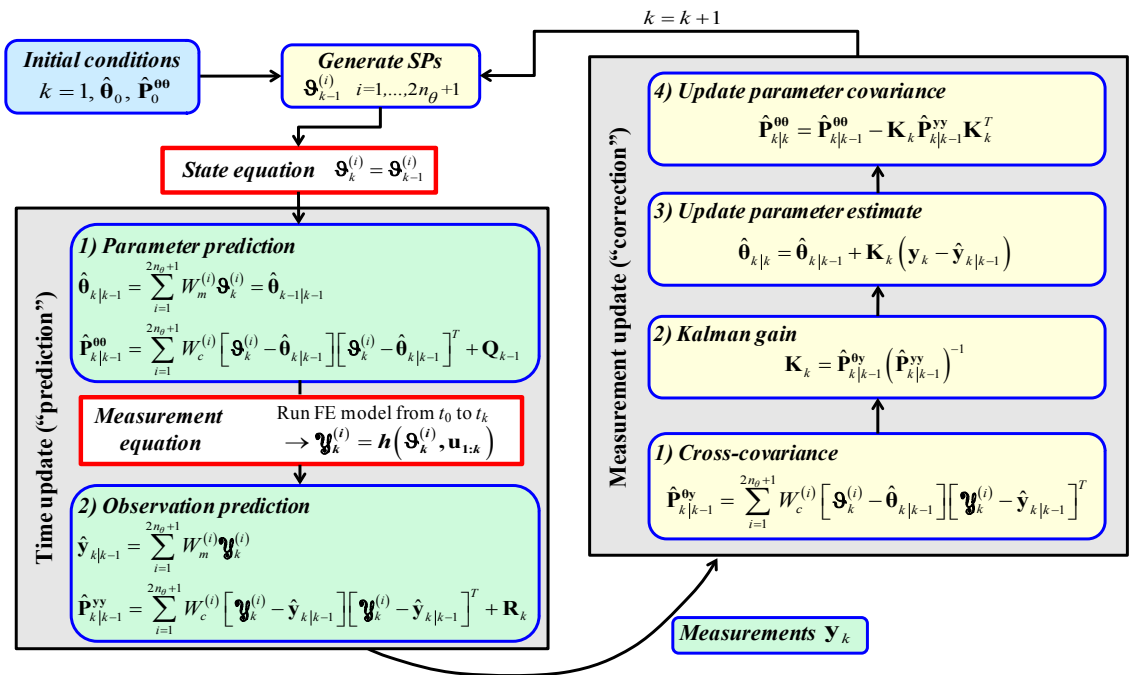 k = k + 1
Initial conditions
k = 1, θ̂₀, P̂₀^θθ
Generate SPs
ϑ_{k-1}^{(i)} i=1,...,2n_θ+1
State equation ϑ_k^{(i)} = ϑ_{k-1}^{(i)}
Time update (“prediction”)
1) Parameter prediction
θ̂_{k|k-1} = ∑_{i=1}^{2n_θ+1} W_m^{(i)} ϑ_k^{(i)} = θ̂_{k-1|k-1}
P̂_{k|k-1}^{θθ} = ∑_{i=1}^{2n_θ+1} W_c^{(i)} [ϑ_k^{(i)} − θ̂_{k|k-1}][ϑ_k^{(i)} − θ̂_{k|k-1}]^T + Q_{k-1}
Measurement equation
Run FE model from t₀ to t_k
→ 𝒴_k^{(i)} = h(ϑ_k^{(i)}, u_{1:k})
2) Observation prediction
ŷ_{k|k-1} = ∑_{i=1}^{2n_θ+1} W_m^{(i)} 𝒴_k^{(i)}
P̂_{k|k-1}^{yy} = ∑_{i=1}^{2n_θ+1} W_c^{(i)} [𝒴_k^{(i)} − ŷ_{k|k-1}][𝒴_k^{(i)} − ŷ_{k|k-1}]^T + R_k
Measurement update (“correction”)
4) Update parameter covariance
P̂_{k|k}^{θθ} = P̂_{k|k-1}^{θθ} − K_k P̂_{k|k-1}^{yy} K_k^T
3) Update parameter estimate
θ̂_{k|k} = θ̂_{k|k-1} + K_k (y_k − ŷ_{k|k-1})
2) Kalman gain
K_k = P̂_{k|k-1}^{θy} (P̂_{k|k-1}^{yy})^{-1}
1) Cross-covariance
P̂_{k|k-1}^{θy} = ∑_{i=1}^{2n_θ+1} W_c^{(i)} [ϑ_k^{(i)} − θ̂_{k|k-1}][𝒴_k^{(i)} − ŷ_{k|k-1}]^T
Measurements y_k